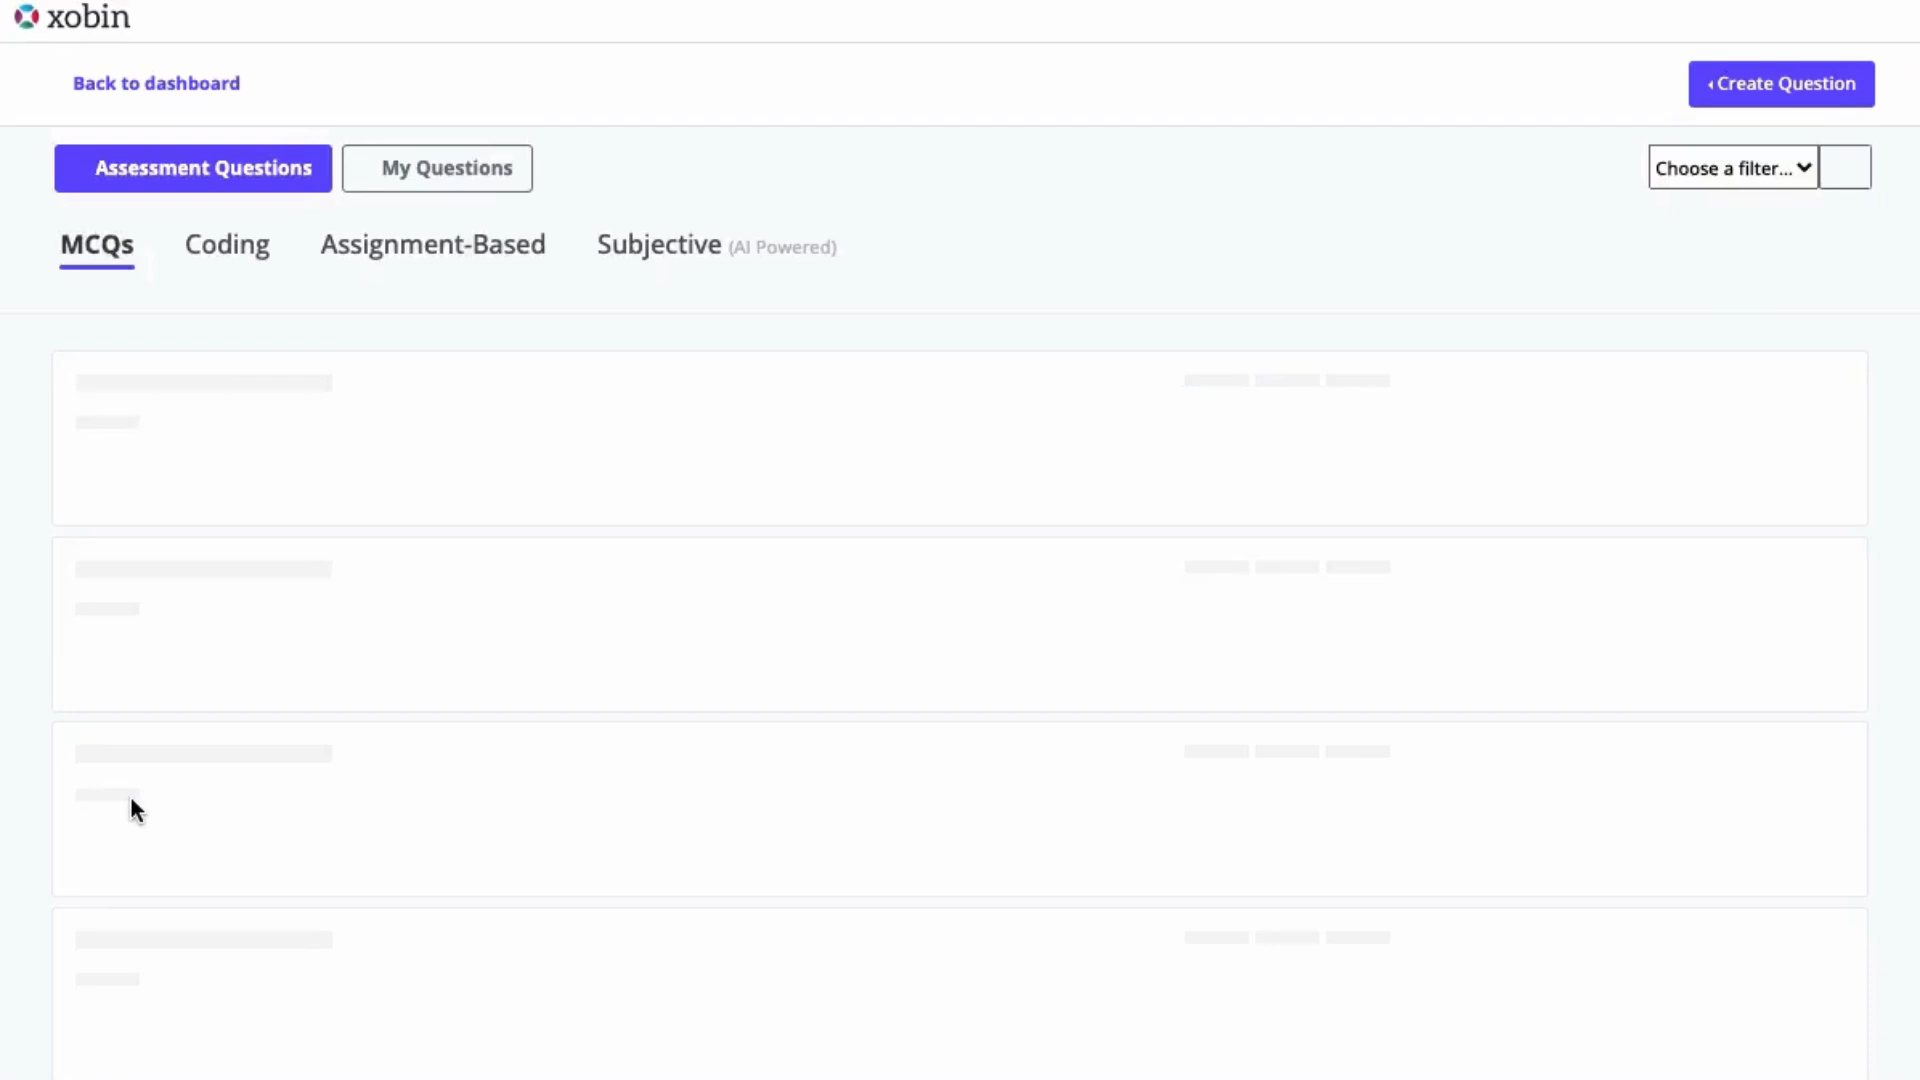 xobin
Back to dashboard
Create Question
Assessment Questions
My Questions
Choose a filter...
MCQs
Coding
Assignment-Based
Subjective (AI Powered)